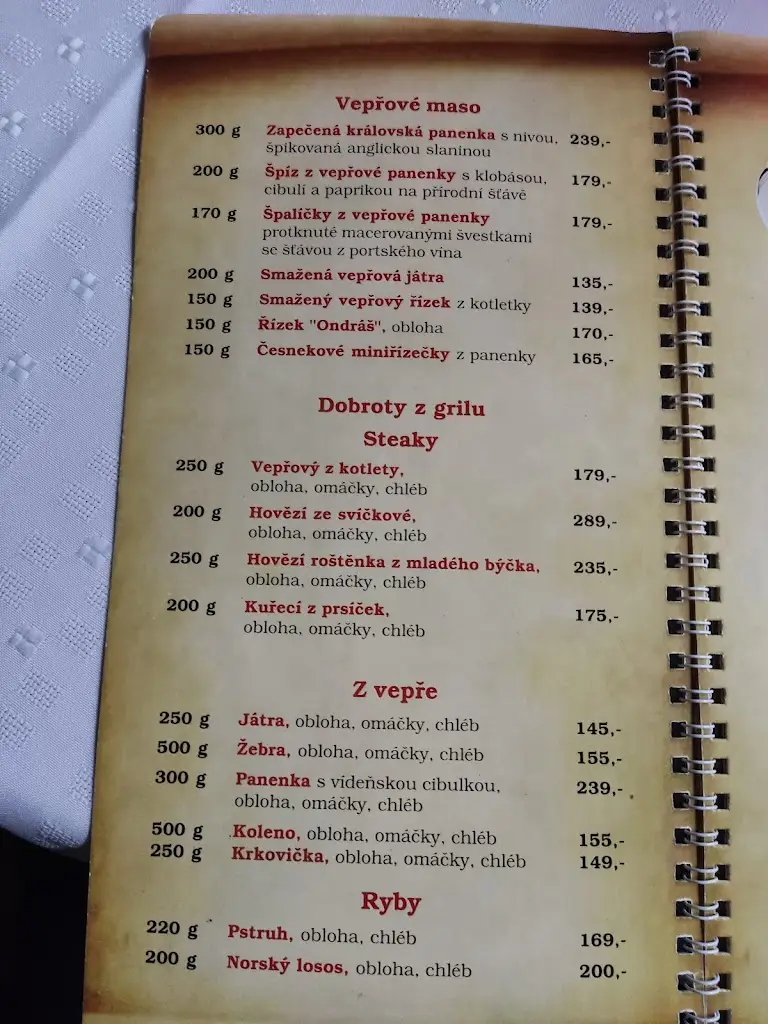 Vepřové maso
300 g Zapečená královská panenka s nivou, 239,-
špikovaná anglickou slaninou
200 g Špíz z vepřové panenky s klobásou, 179,-
cibulí a paprikou na přírodní šťávě
170 g Špalíčky z vepřové panenky 179,-
protknuté macerovanými švestkami
se šťávou z portského vína
200 g Smažená vepřová játra 135,-
150 g Smažený vepřový řízek z kotletky 139,-
150 g Řízek "Ondráš", obloha 170,-
150 g Česnekové miniřízečky z panenky 165,-
Dobroty z grilu
Steaky
250 g Vepřový z kotlety, 179,-
obloha, omáčky, chléb
200 g Hovězí ze svíčkové, 289,-
obloha, omáčky, chléb
250 g Hovězí roštěnka z mladého býčka, 235,-
obloha, omáčky, chléb
200 g Kuřecí z prsíček, 175,-
obloha, omáčky, chléb
Z vepře
250 g Játra, obloha, omáčky, chléb 145,-
500 g Žebra, obloha, omáčky, chléb 155,-
300 g Panenka s vídeňskou cibulkou, 239,-
obloha, omáčky, chléb
500 g Koleno, obloha, omáčky, chléb 155,-
250 g Krkovička, obloha, omáčky, chléb 149,-
Ryby
220 g Pstruh, obloha, chléb 169,-
200 g Norský losos, obloha, chléb 200,-